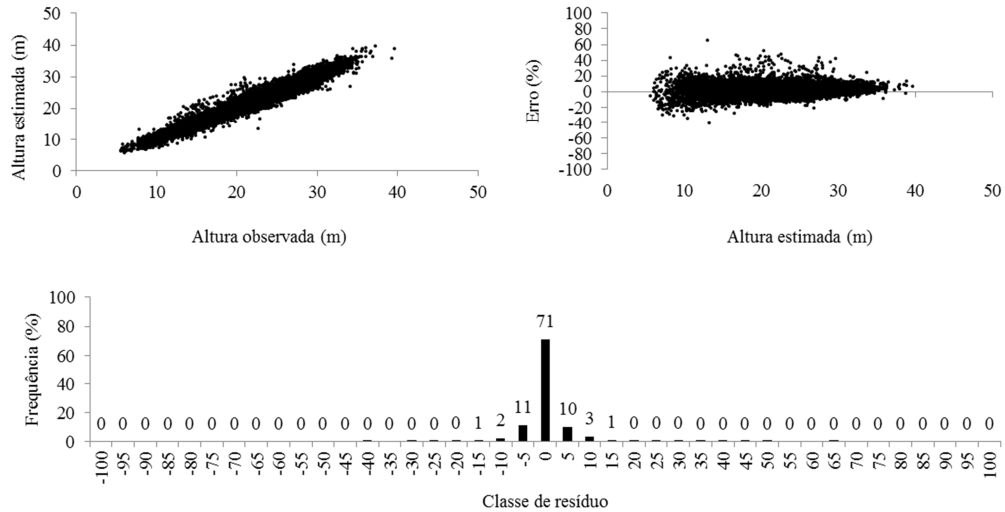 50
40
30
20
10
0
Altura estimada (m)
0 10 20 30 40 50
Altura observada (m)
100
80
60
40
20
0
-20
-40
-60
-80
-100
Erro (%)
0 10 20 30 40 50
Altura estimada (m)
100
80
60
40
20
0
Frequência (%)
71
0 0 0 0 0 0 0 0 0 0 0 0 0 0 0 0 0 1 2 11 10 3 1 0 0 0 0 0 0 0 0 0 0 0 0 0 0 0 0 0
-100 -95 -90 -85 -80 -75 -70 -65 -60 -55 -50 -45 -40 -35 -30 -25 -20 -15 -10 -5 0 5 10 15 20 25 30 35 40 45 50 55 60 65 70 75 80 85 90 95 100
Classe de resíduo